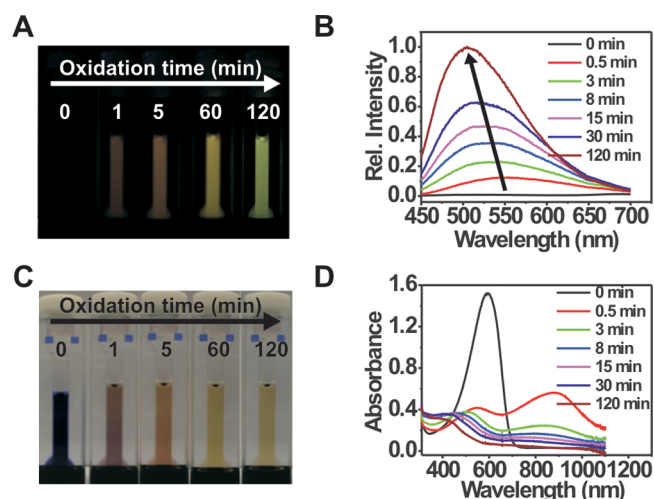 A
Oxidation time (min)
0 1 5 60 120
B
Rel. Intensity
1.0
0.8
0.6
0.4
0.2
0.0
450 500 550 600 650 700
Wavelength (nm)
0 min
0.5 min
3 min
8 min
15 min
30 min
120 min
C
Oxidation time (min)
0 1 5 60 120
D
Absorbance
1.6
1.2
0.8
0.4
0.0
400 600 800 1000 1200
Wavelength (nm)
0 min
0.5 min
3 min
8 min
15 min
30 min
120 min